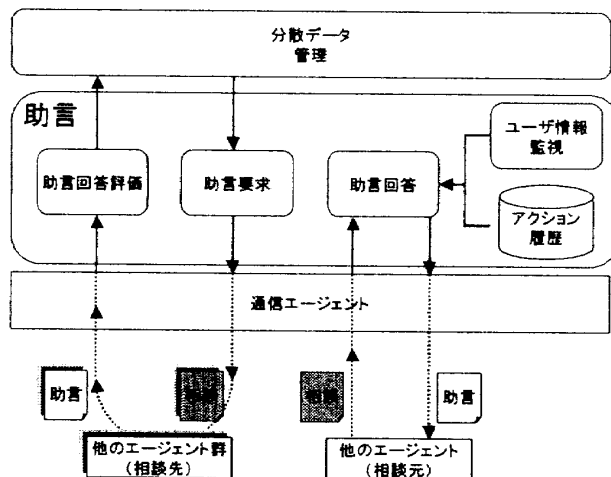 分散データ
管理
助言
ユーザ情報
監視
助言回答評価
助言要求
助言回答
アクション
履歴
通信エージェント
助言
相談
助言
他のエージェント群
(相談先)
他のエージェント
(相談元)